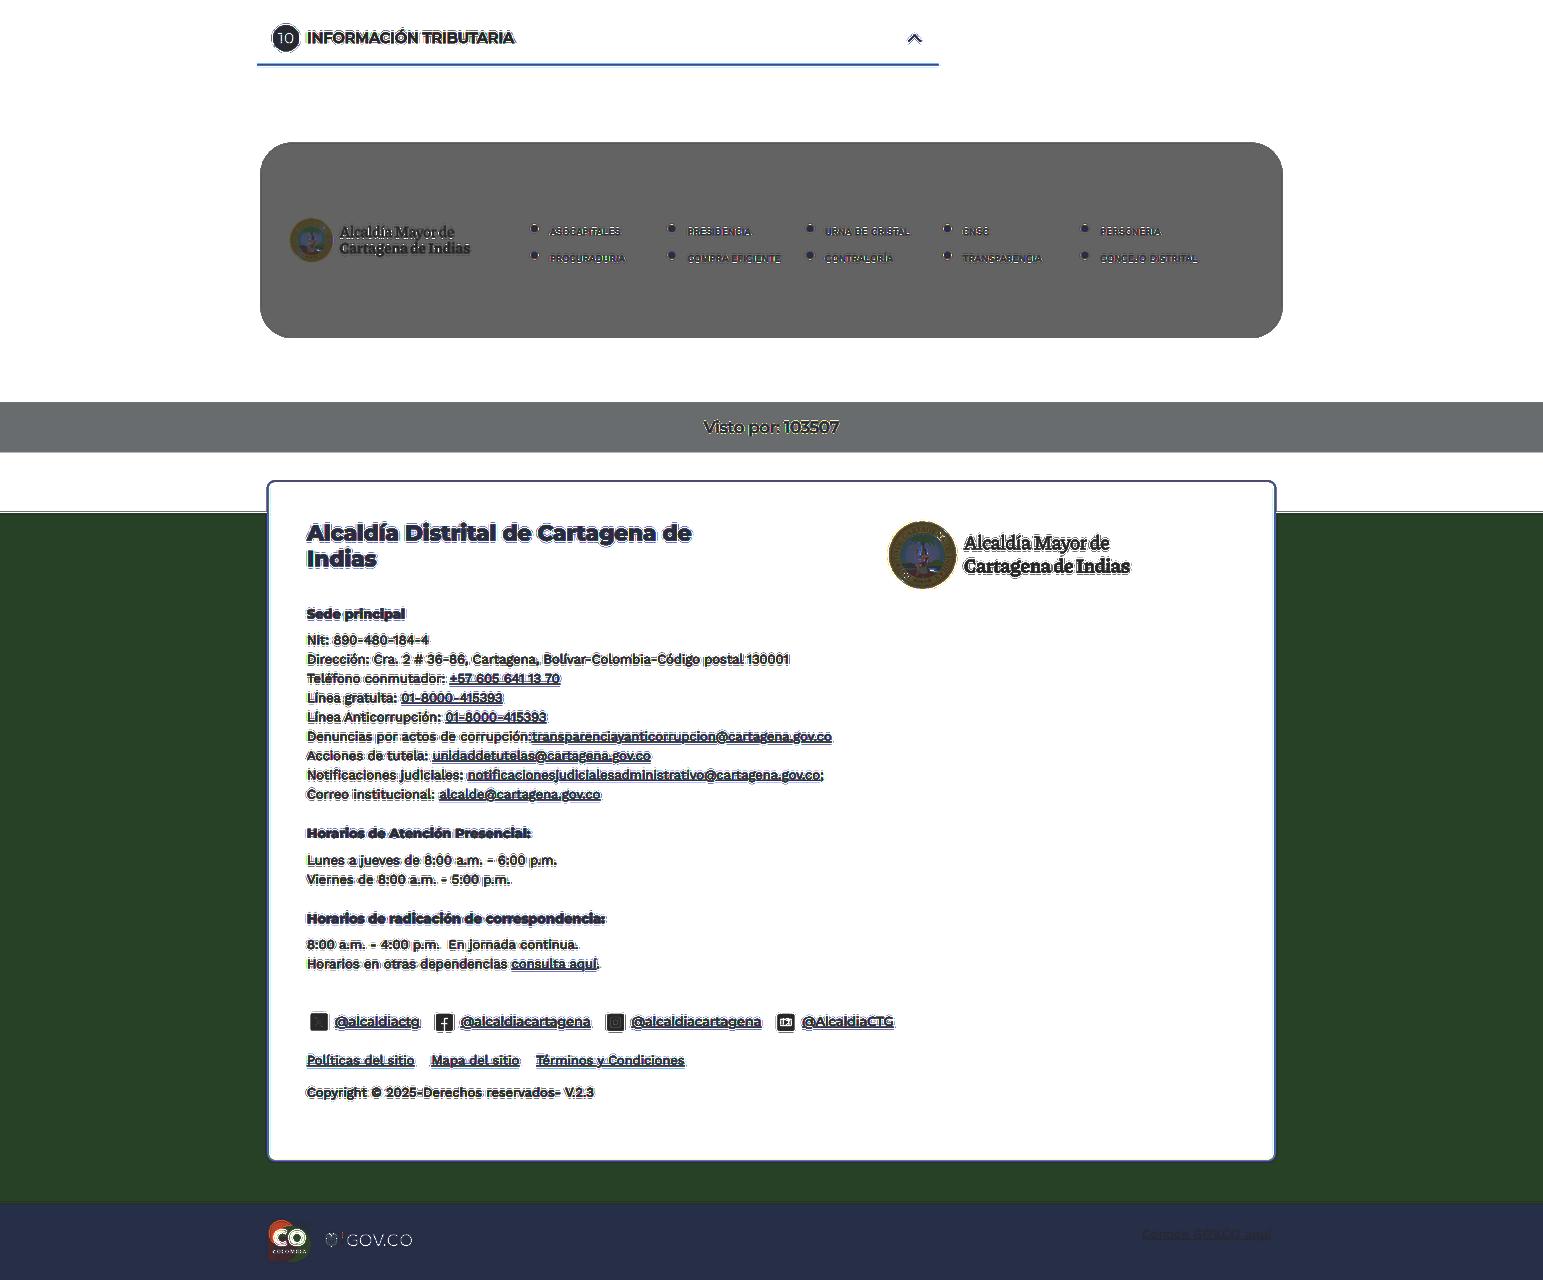 10 INFORMACIÓN TRIBUTARIA
Alcaldía Mayor de
Cartagena de Indias
ASOCAPITALES
PRESIDENCIA
URNA DE CRISTAL
CNSC
PERSONERIA
PROCURADURIA
COMPRA EFICIENTE
CONTRALORÍA
TRANSPARENCIA
CONCEJO DISTRITAL
Visto por: 103507
Alcaldía Distrital de Cartagena de
Indias
Alcaldía Mayor de
Cartagena de Indias
Sede principal
Nit: 890-480-184-4
Dirección: Cra. 2 # 36-86, Cartagena, Bolívar-Colombia-Código postal 130001
Teléfono conmutador: +57 605 641 13 70
Línea gratuita: 01-8000-415393
Línea Anticorrupción: 01-8000-415393
Denuncias por actos de corrupción:transparenciayanticorrupcion@cartagena.gov.co
Acciones de tutela: unidaddetutelas@cartagena.gov.co
Notificaciones judiciales: notificacionesjudicialesadministrativo@cartagena.gov.co;
Correo institucional: alcalde@cartagena.gov.co
Horarios de Atención Presencial:
Lunes a jueves de 8:00 a.m. - 6:00 p.m.
Viernes de 8:00 a.m. - 5:00 p.m.
Horarios de radicación de correspondencia:
8:00 a.m. - 4:00 p.m. En jornada continua.
Horarios en otras dependencias consulta aquí.
@alcaldiactg @alcaldiacartagena @alcaldiacartagena @AlcaldiaCTG
Políticas del sitio Mapa del sitio Términos y Condiciones
Copyright © 2025-Derechos reservados- V.2.3
CO
COLOMBIA
GOV.CO
Conoce GOV.CO aquí